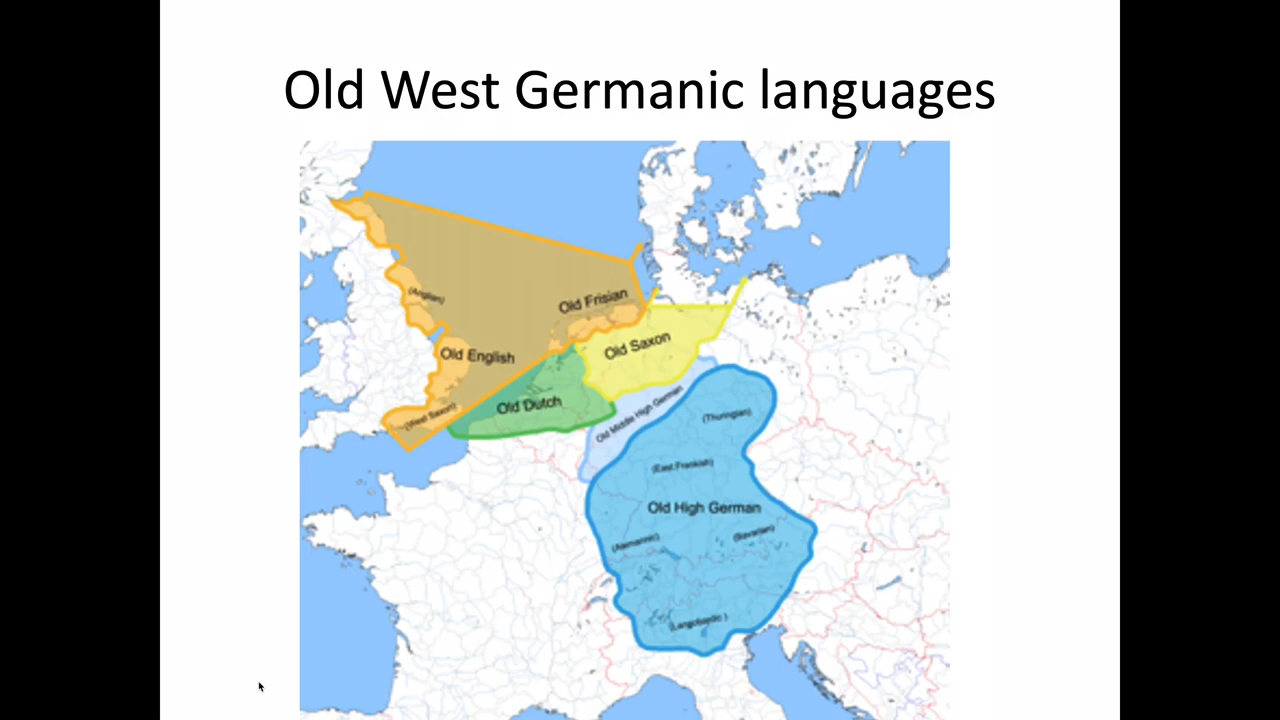 Old West Germanic languages
(Anglian)
Old Frisian
Old English
Old Saxon
(West Saxon)
Old Dutch
Old Middle High German
(Thuringian)
(East Frankish)
Old High German
(Alemannic)
(Bavarian)
(Langobardic)